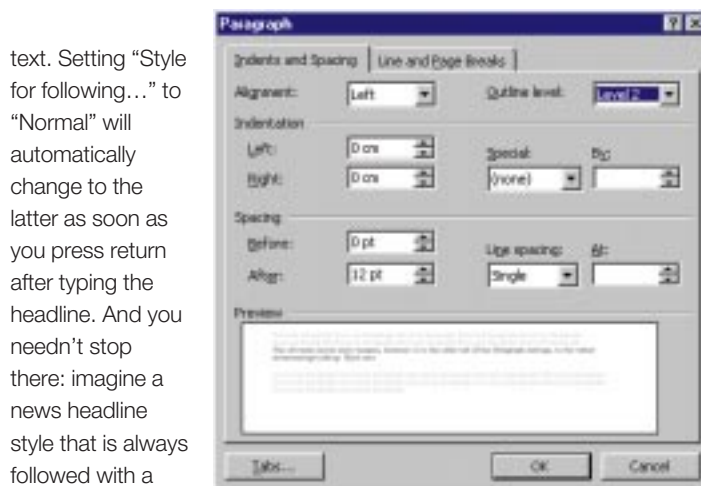 text. Setting “Style
for following…” to
“Normal” will
automatically
change to the
latter as soon as
you press return
after typing the
headline. And you
needn’t stop
there: imagine a
news headline
style that is always
followed with a
Paragraph
Indents and Spacing Line and Page Breaks
Alignment: Left Outline level: Level 2
Indentation
Left: 0 cm Special: By:
Right: 0 cm (none)
Spacing
Before: 0 pt Line spacing: At:
After: 12 pt Single
Preview
Tabs... OK Cancel